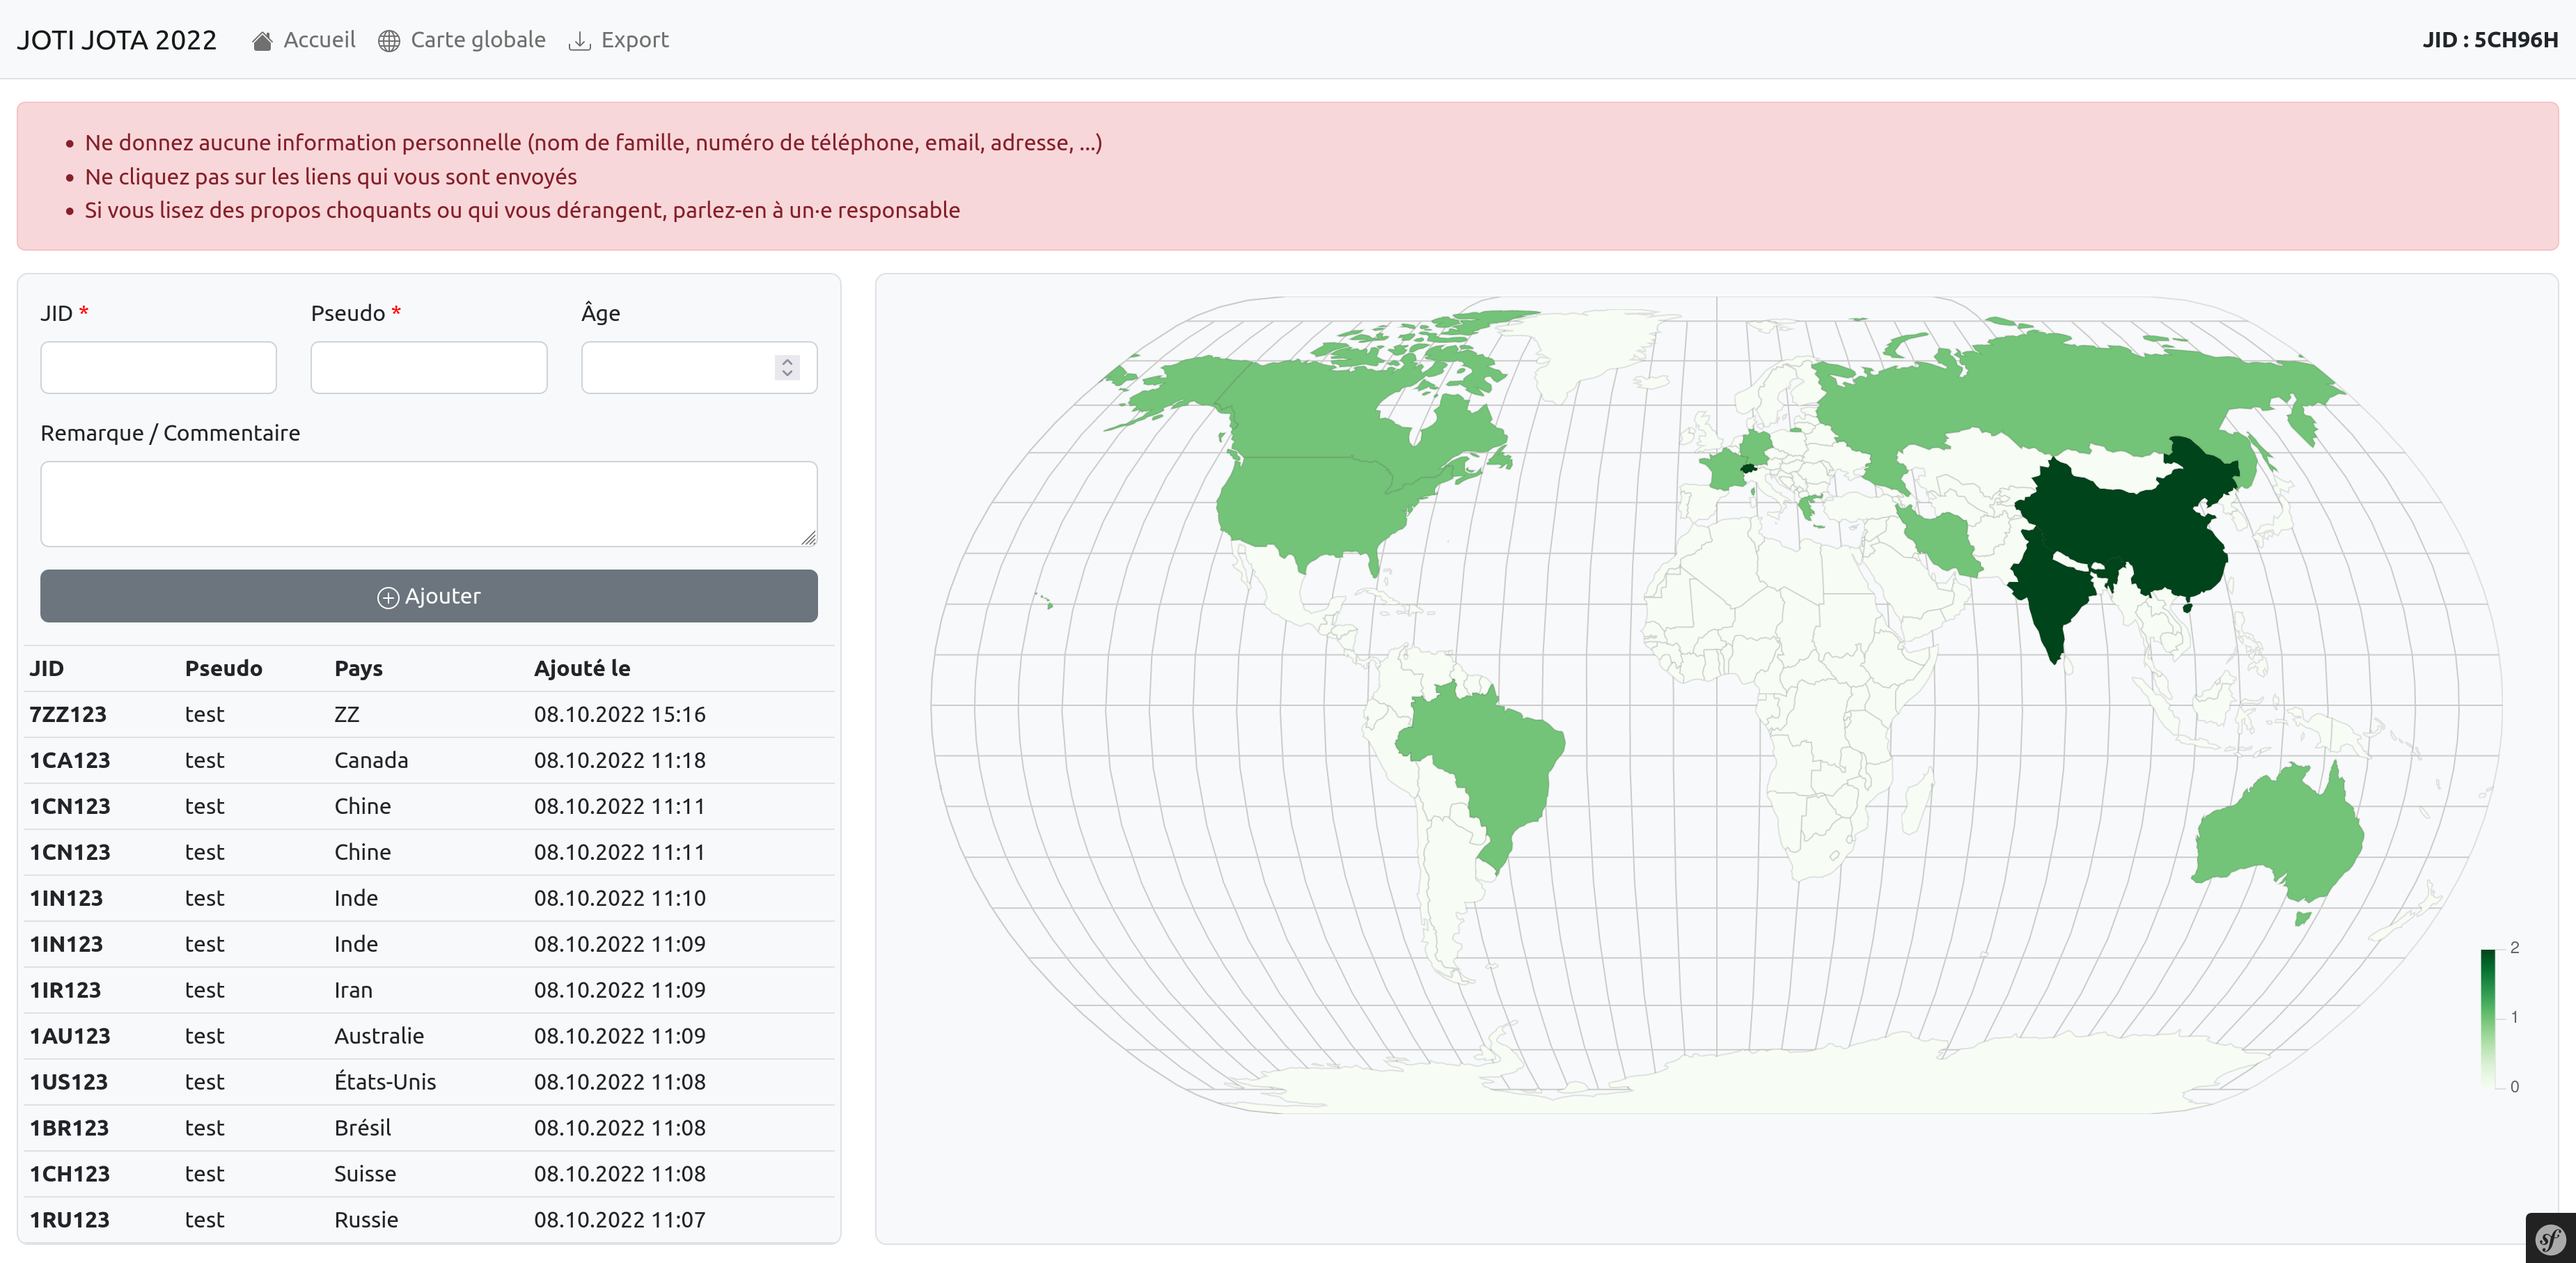 JOTI JOTA 2022 Accueil Carte globale Export JID : 5CH96H
Ne donnez aucune information personnelle (nom de famille, numéro de téléphone, email, adresse, ...)
Ne cliquez pas sur les liens qui vous sont envoyés
Si vous lisez des propos choquants ou qui vous dérangent, parlez-en à un·e responsable
JID * Pseudo * Âge
Remarque / Commentaire
Ajouter
JID Pseudo Pays Ajouté le
7ZZ123 test ZZ 08.10.2022 15:16
1CA123 test Canada 08.10.2022 11:18
1CN123 test Chine 08.10.2022 11:11
1CN123 test Chine 08.10.2022 11:11
1IN123 test Inde 08.10.2022 11:10
1IN123 test Inde 08.10.2022 11:09
1IR123 test Iran 08.10.2022 11:09
1AU123 test Australie 08.10.2022 11:09
1US123 test États-Unis 08.10.2022 11:08
1BR123 test Brésil 08.10.2022 11:08
1CH123 test Suisse 08.10.2022 11:08
1RU123 test Russie 08.10.2022 11:07
2
1
0
sf